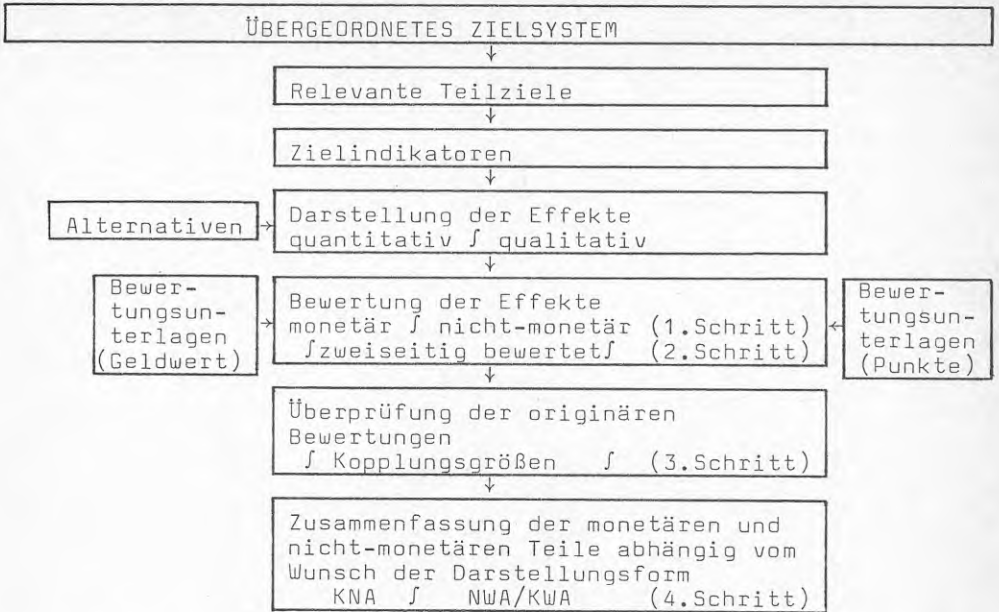 ÜBERGEORDNETES ZIELSYSTEM
↓
Relevante Teilziele
↓
Zielindikatoren
↓
Alternativen →
Darstellung der Effekte
quantitativ ∫ qualitativ
↓
Bewer-
tungsun-
terlagen
(Geldwert)
→
Bewertung der Effekte
monetär ∫ nicht-monetär (1.Schritt)
∫zweiseitig bewertet∫ (2.Schritt)
←
Bewer-
tungsun-
terlagen
(Punkte)
↓
Überprüfung der originären
Bewertungen
∫ Kopplungsgrößen ∫ (3.Schritt)
↓
Zusammenfassung der monetären und
nicht-monetären Teile abhängig vom
Wunsch der Darstellungsform
KNA ∫ NWA/KWA (4.Schritt)